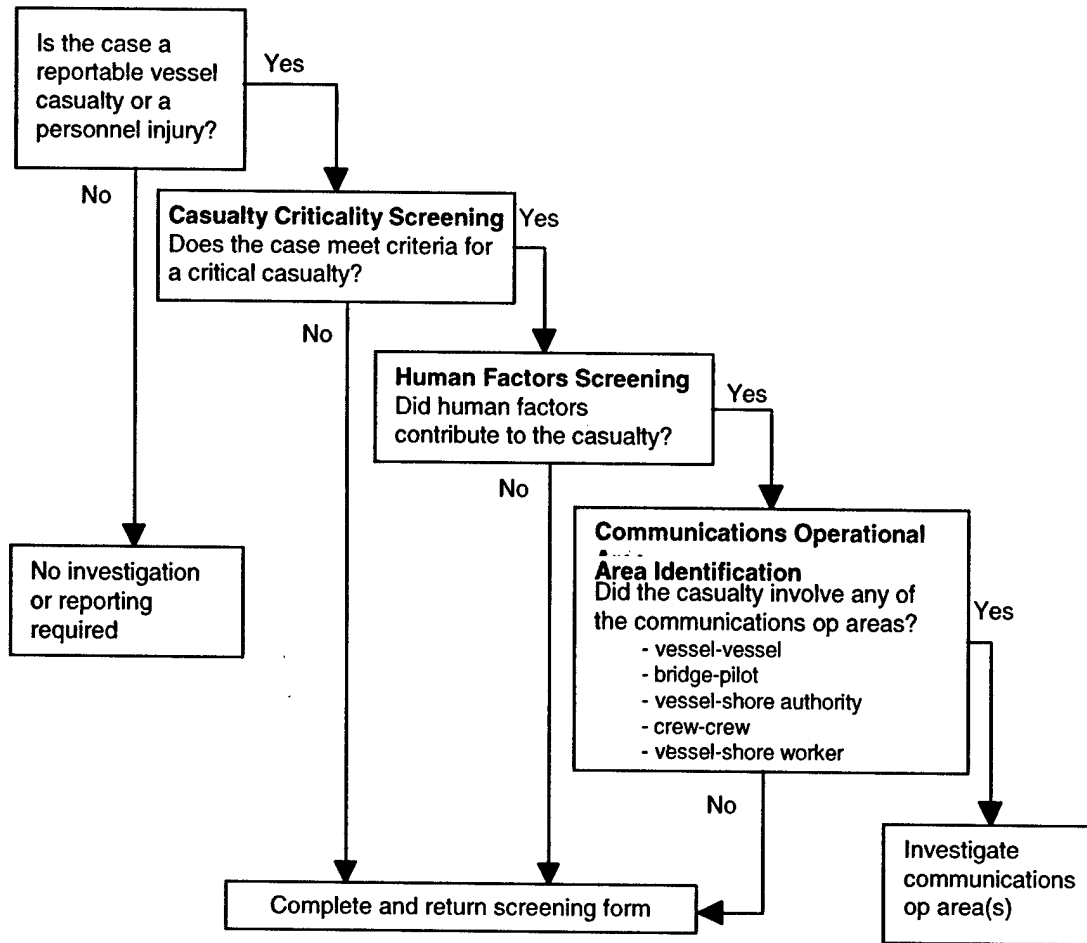 Is the case a
reportable vessel
casualty or a
personnel injury?
Yes
No
Casualty Criticality Screening
Does the case meet criteria for
a critical casualty?
Yes
No
Human Factors Screening
Did human factors
contribute to the casualty?
Yes
No
Communications Operational
Area Identification
Did the casualty involve any of
the communications op areas?
- vessel-vessel
- bridge-pilot
- vessel-shore authority
- crew-crew
- vessel-shore worker
Yes
No
No investigation
or reporting
required
Investigate
communications
op area(s)
Complete and return screening form